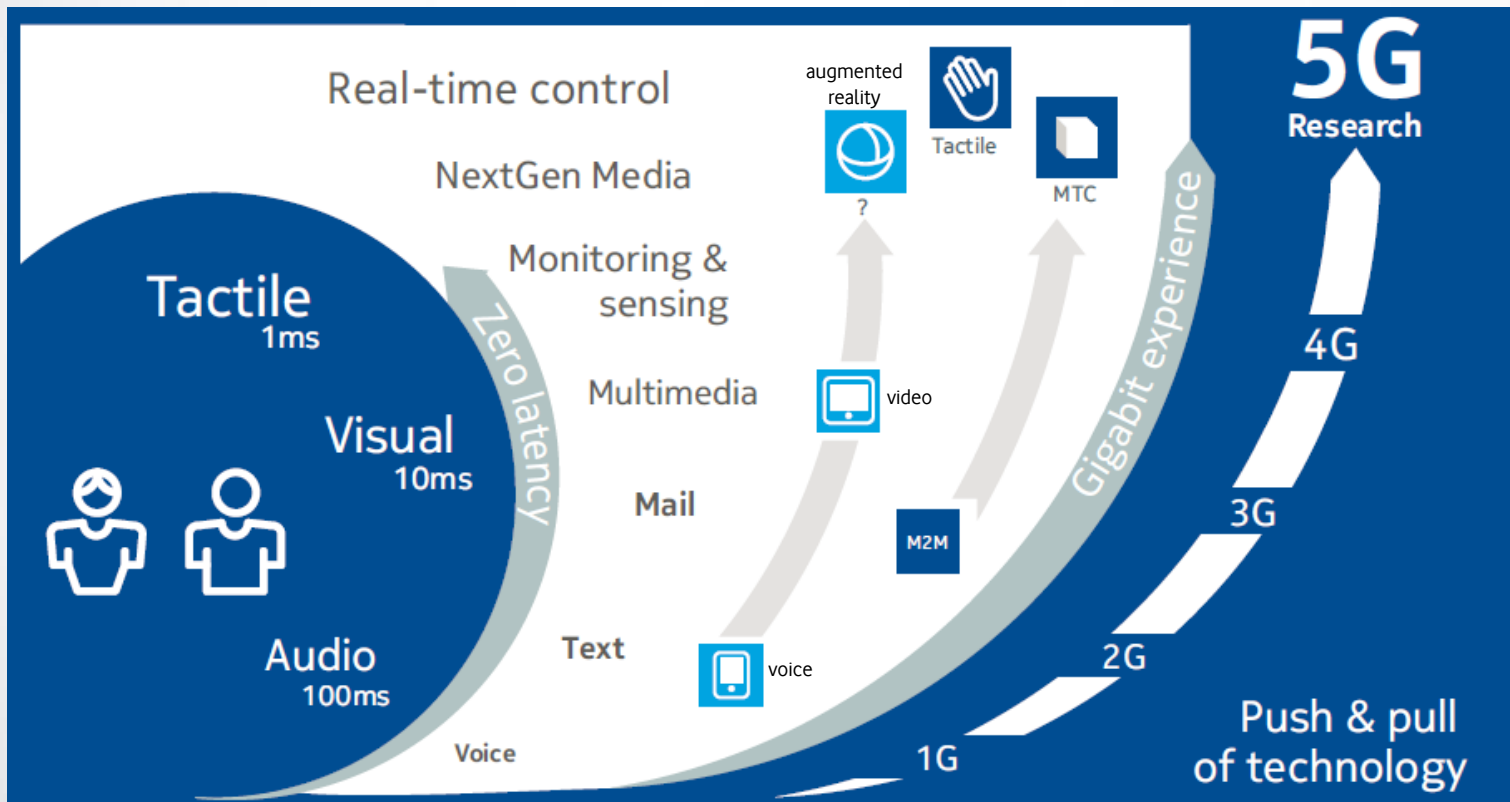 Real-time control
NextGen Media
Monitoring &
sensing
Multimedia
Mail
Text
Voice
Tactile
1ms
Visual
10ms
Audio
100ms
Zero latency
augmented
reality
?
Tactile
MTC
video
M2M
voice
Gigabit experience
5G
Research
4G
3G
2G
1G
Push & pull
of technology